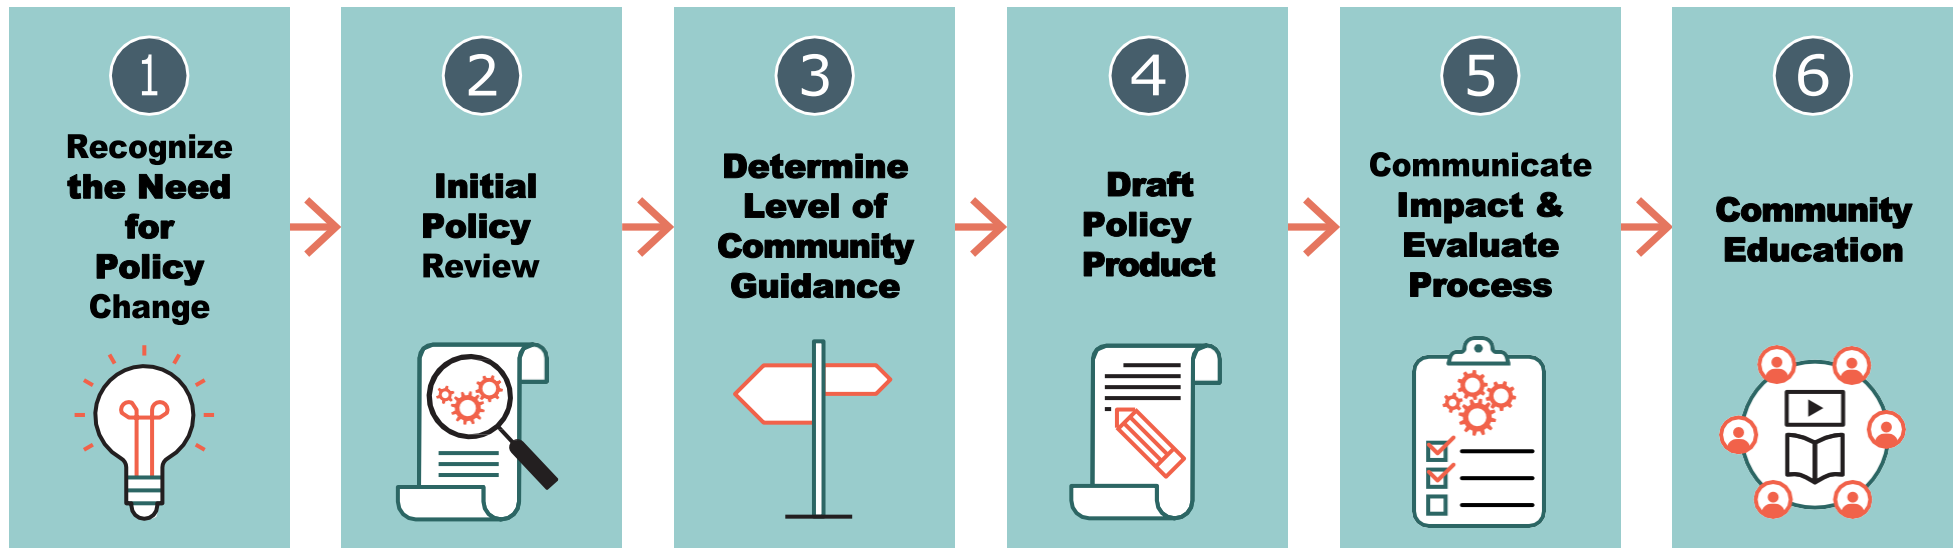 1
Recognize
the Need
for
Policy
Change
2
Initial
Policy
Review
3
Determine
Level of
Community
Guidance
4
Draft
Policy
Product
5
Communicate
Impact &
Evaluate
Process
6
Community
Education